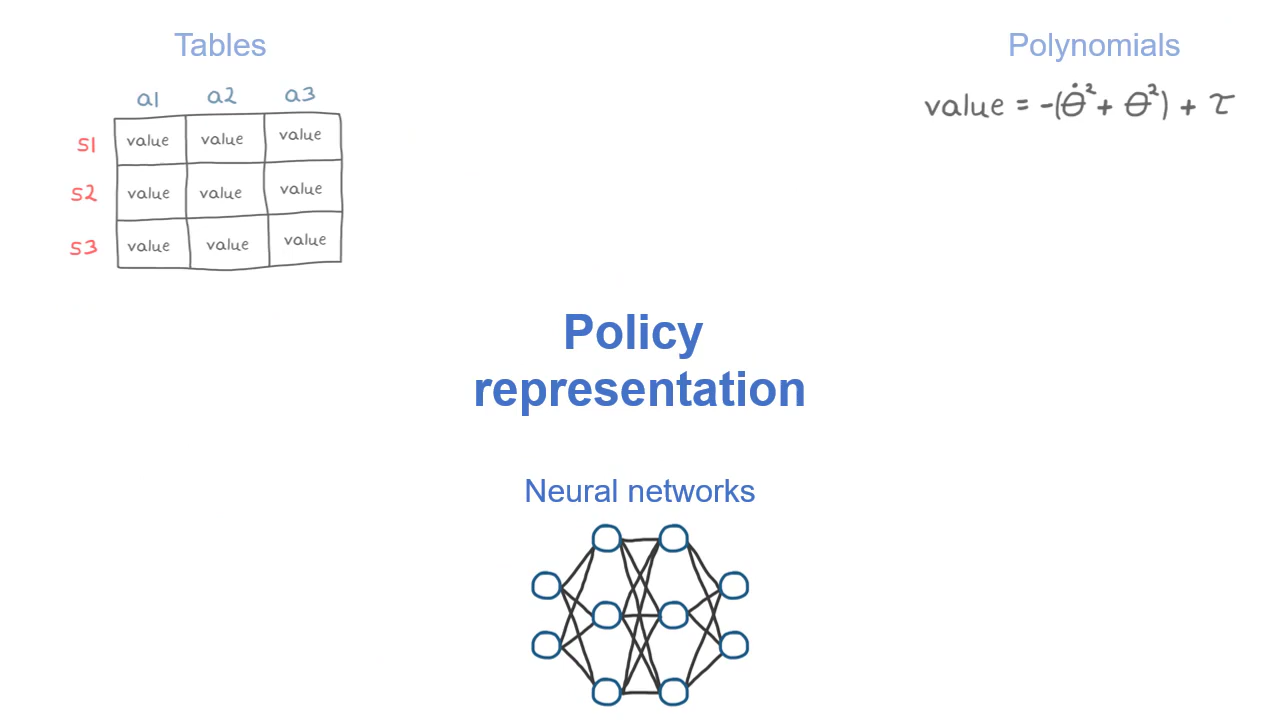 Tables
Polynomials
a1 a2 a3
value = -(θ̇² + θ²) + τ
s1 value value value
s2 value value value
s3 value value value
Policy
representation
Neural networks